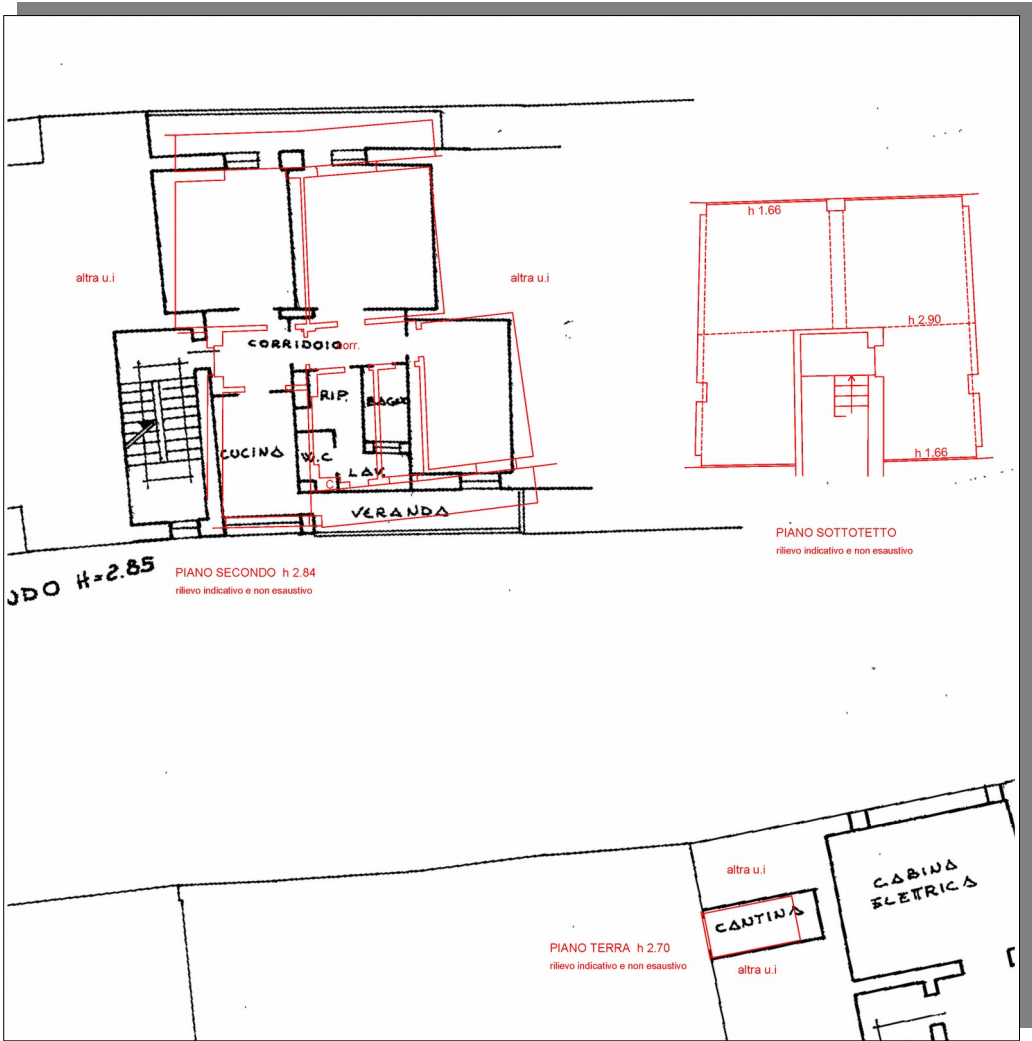 h 1.66
altra u.i
altra u.i
h 2.90
CORRIDOIO
corr.
RIP.
BAGNO
CUCINA
W.C
h 1.66
LAV.
C
VERANDA
PIANO SOTTOTETTO
rilievo indicativo e non esaustivo
NDO H=2.85
PIANO SECONDO h 2.84
rilievo indicativo e non esaustivo
altra u.i
CABINA
ELETTRICA
CANTINA
PIANO TERRA h 2.70
rilievo indicativo e non esaustivo
altra u.i